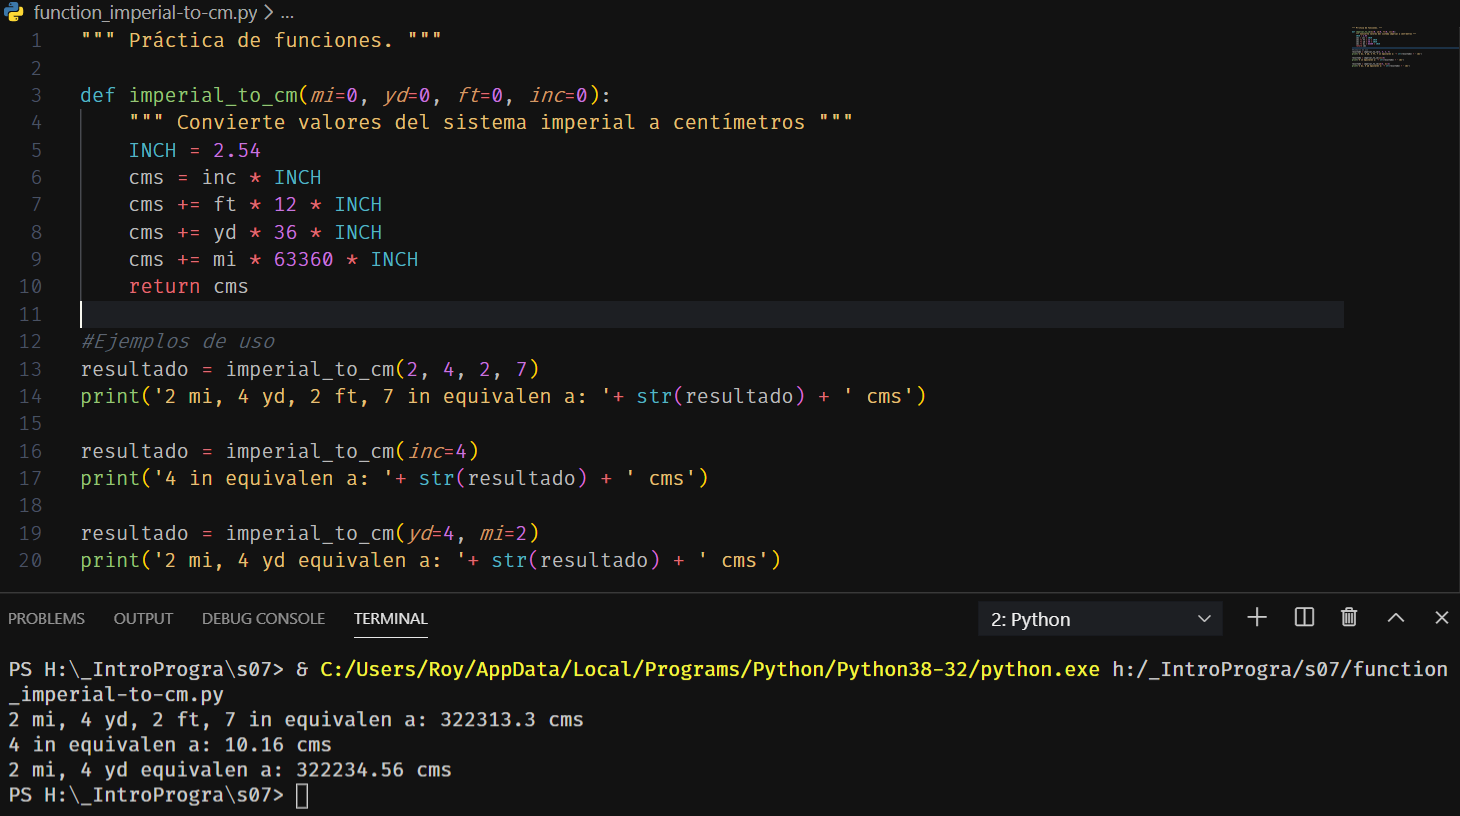 function_imperial-to-cm.py > ...
1 """ Práctica de funciones. """
2
3 def imperial_to_cm(mi=0, yd=0, ft=0, inc=0):
4     """ Convierte valores del sistema imperial a centímetros """
5     INCH = 2.54
6     cms = inc * INCH
7     cms += ft * 12 * INCH
8     cms += yd * 36 * INCH
9     cms += mi * 63360 * INCH
10     return cms
11
12 #Ejemplos de uso
13 resultado = imperial_to_cm(2, 4, 2, 7)
14 print('2 mi, 4 yd, 2 ft, 7 in equivalen a: '+ str(resultado) + ' cms')
15
16 resultado = imperial_to_cm(inc=4)
17 print('4 in equivalen a: '+ str(resultado) + ' cms')
18
19 resultado = imperial_to_cm(yd=4, mi=2)
20 print('2 mi, 4 yd equivalen a: '+ str(resultado) + ' cms')
PROBLEMS OUTPUT DEBUG CONSOLE TERMINAL 2: Python
PS H:\_IntroProgra\s07> & C:/Users/Roy/AppData/Local/Programs/Python/Python38-32/python.exe h:/_IntroProgra/s07/function
_imperial-to-cm.py
2 mi, 4 yd, 2 ft, 7 in equivalen a: 322313.3 cms
4 in equivalen a: 10.16 cms
2 mi, 4 yd equivalen a: 322234.56 cms
PS H:\_IntroProgra\s07>